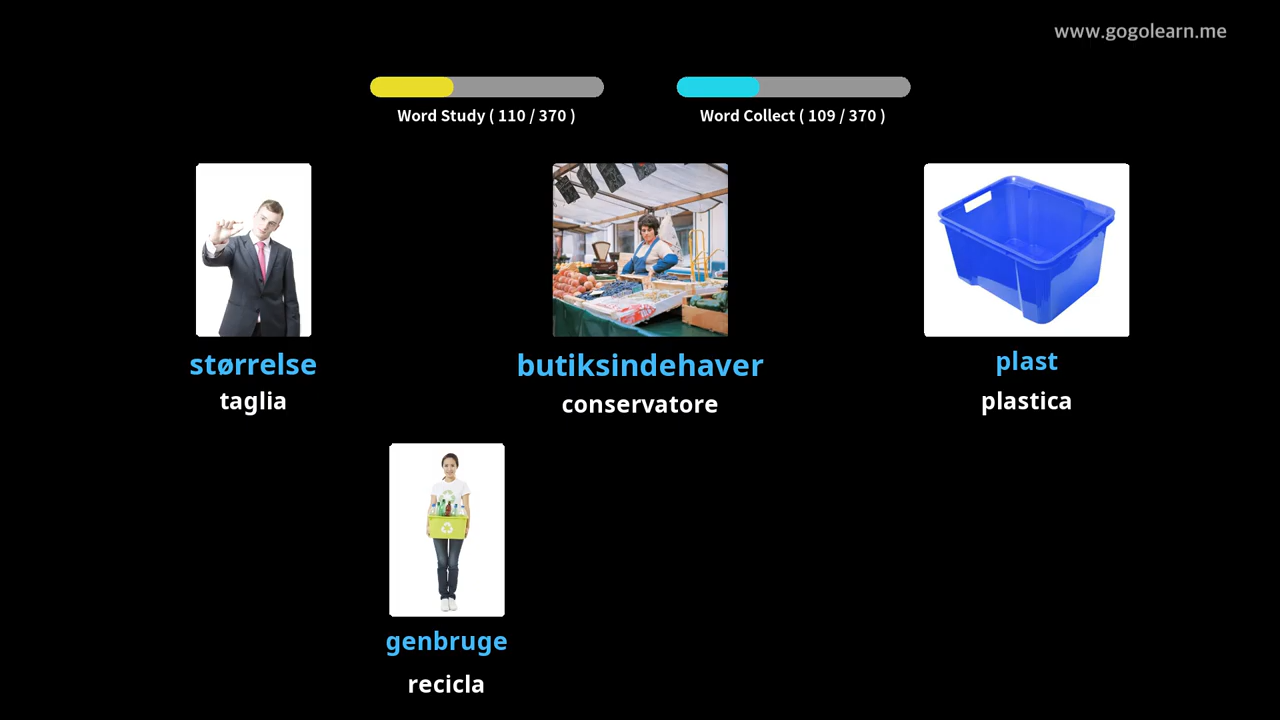 www.gogolearn.me
Word Study ( 110 / 370 )
Word Collect ( 109 / 370 )
størrelse
taglia
butiksindehaver
conservatore
plast
plastica
genbruge
recicla